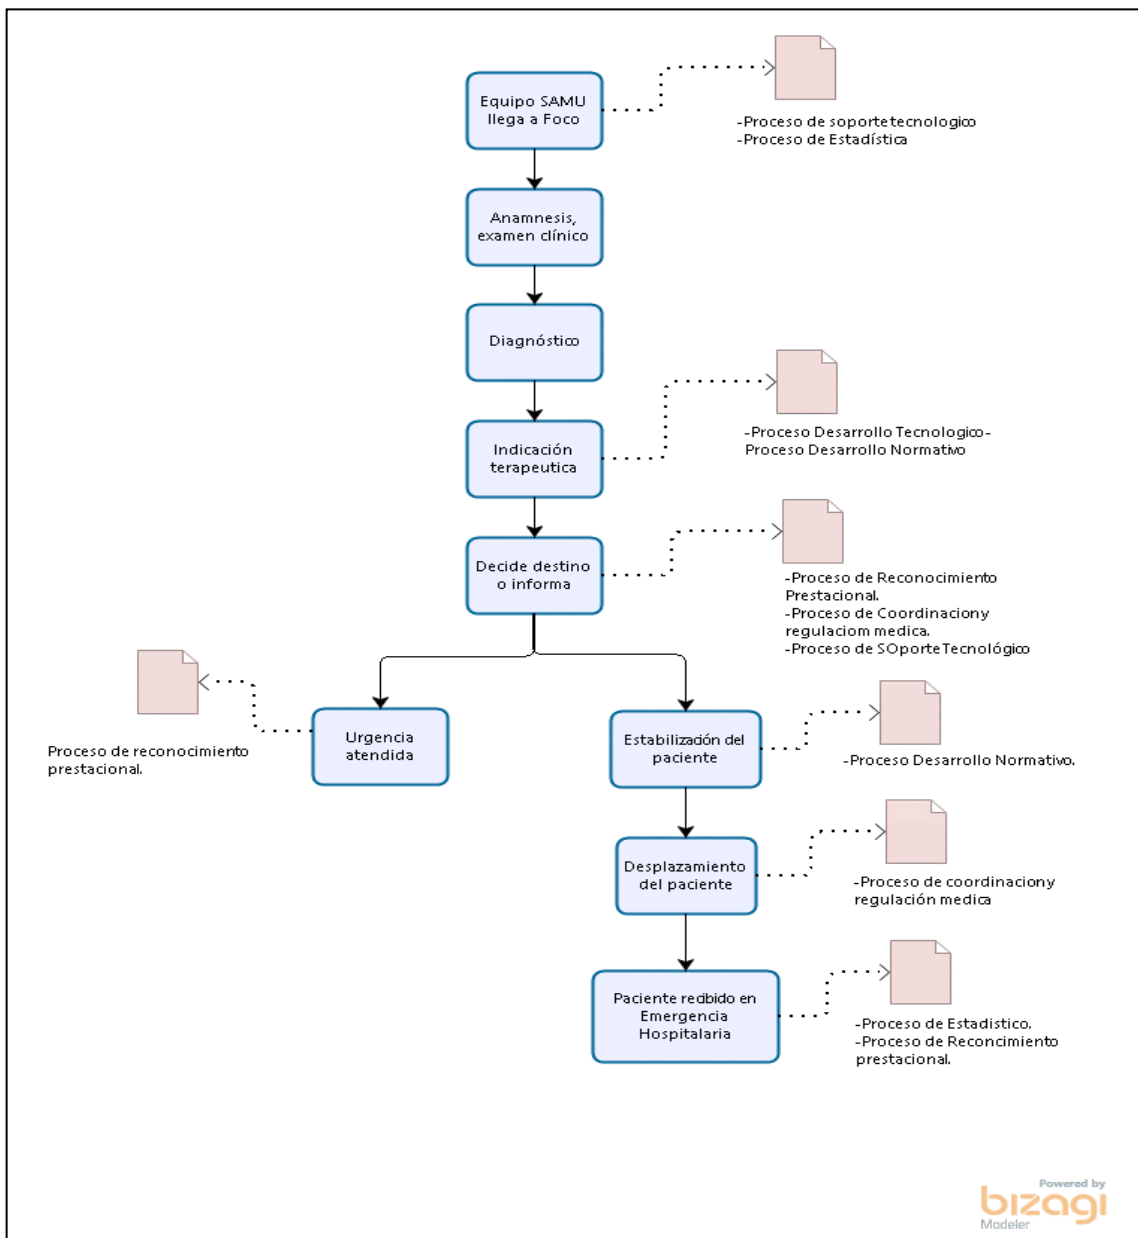 Equipo SAMU
llega a Foco
-Proceso de soporte tecnologico
-Proceso de Estadística
Anamnesis,
examen clínico
Diagnóstico
Indicación
terapeutica
-Proceso Desarrollo Tecnologico-
Proceso Desarrollo Normativo
Decide destino
o informa
-Proceso de Reconocimiento
Prestacional.
-Proceso de Coordinacion y
regulaciom medica.
-Proceso de SOporte Tecnológico
Urgencia
atendida
Proceso de reconocimiento
prestacional.
Estabilización del
paciente
-Proceso Desarrollo Normativo.
Desplazamiento
del paciente
-Proceso de coordinacion y
regulación medica
Paciente recibido en
Emergencia
Hospitalaria
-Proceso de Estadistico.
-Proceso de Reconcimiento
prestacional.
Powered by
bizagi
Modeler